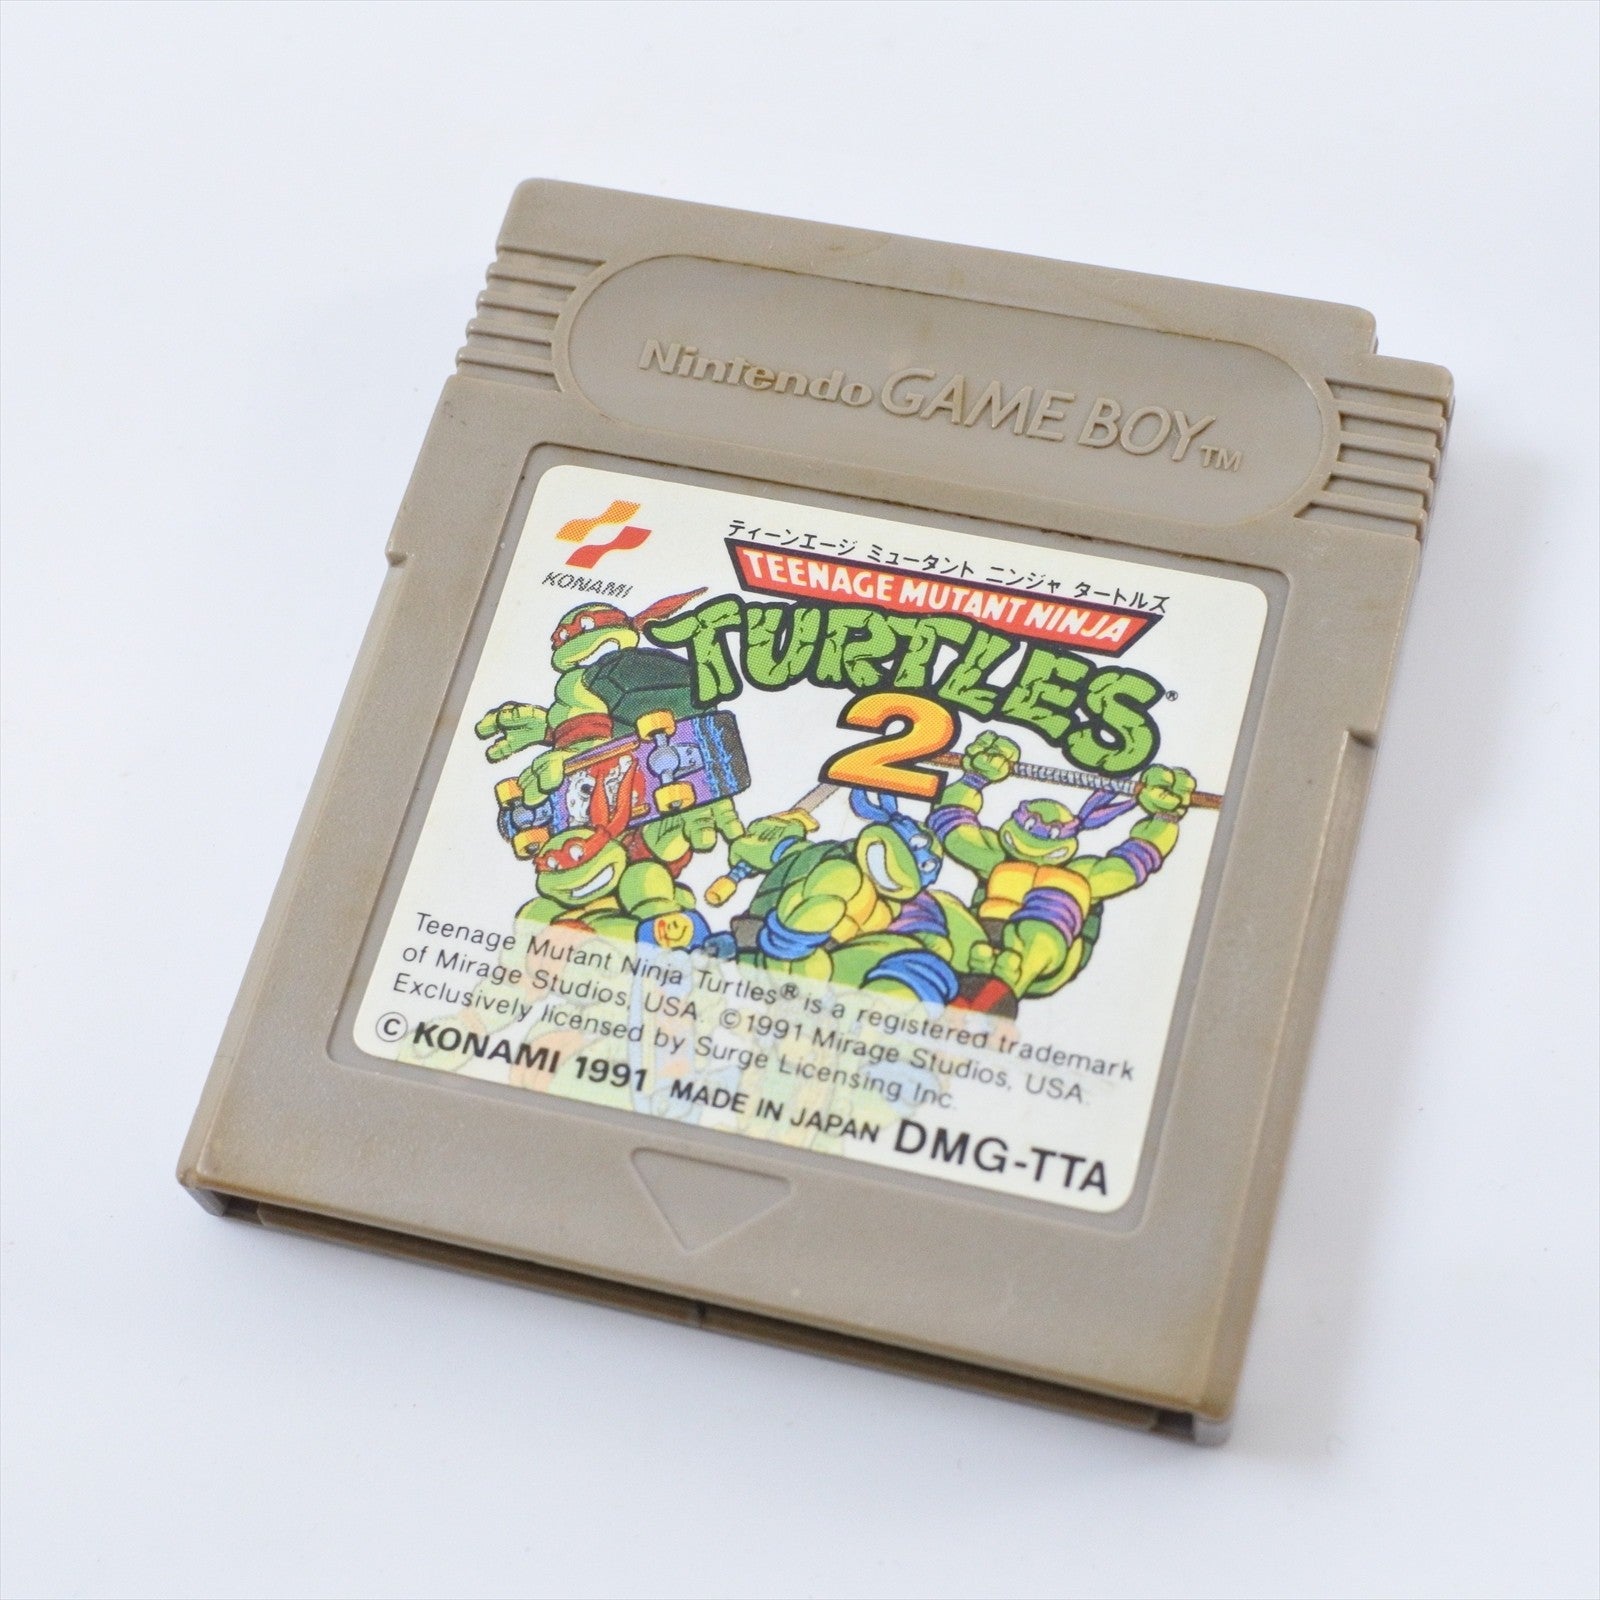 Nintendo GAME BOY™
KONAMI
ティーンエージ ミュータント ニンジャ タートルズ
TEENAGE MUTANT NINJA
TURTLES®
2
Teenage Mutant Ninja Turtles® is a registered trademark
of Mirage Studios, USA. ©1991 Mirage Studios, USA.
Exclusively licensed by Surge Licensing Inc.
© KONAMI 1991 MADE IN JAPAN DMG-TTA